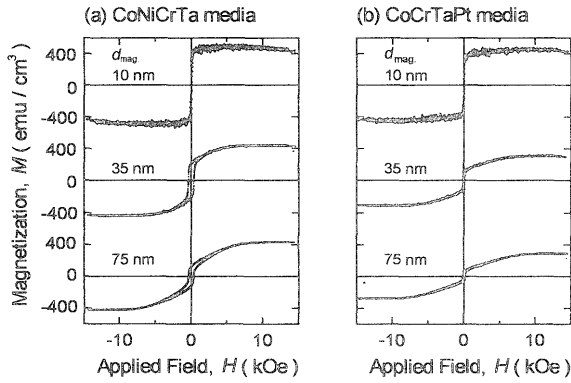 (a) CoNiCrTa media
(b) CoCrTaPt media
Magnetization, M ( emu / cm³ )
400
0
-400
400
0
-400
400
0
-400
d mag.
10 nm
35 nm
75 nm
d mag.
10 nm
35 nm
75 nm
-10 0 10
-10 0 10
Applied Field, H ( kOe )
Applied Field, H ( kOe )